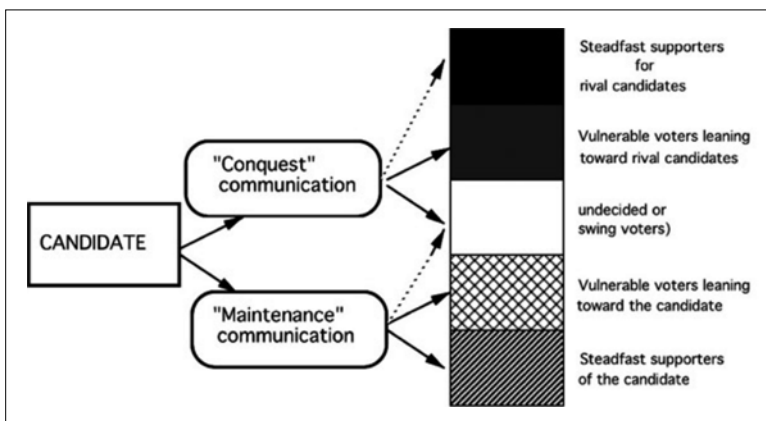 CANDIDATE
"Conquest"
communication
"Maintenance"
communication
Steadfast supporters
for
rival candidates
Vulnerable voters leaning
toward rival candidates
undecided or
swing voters)
Vulnerable voters leaning
toward the candidate
Steadfast supporters
of the candidate